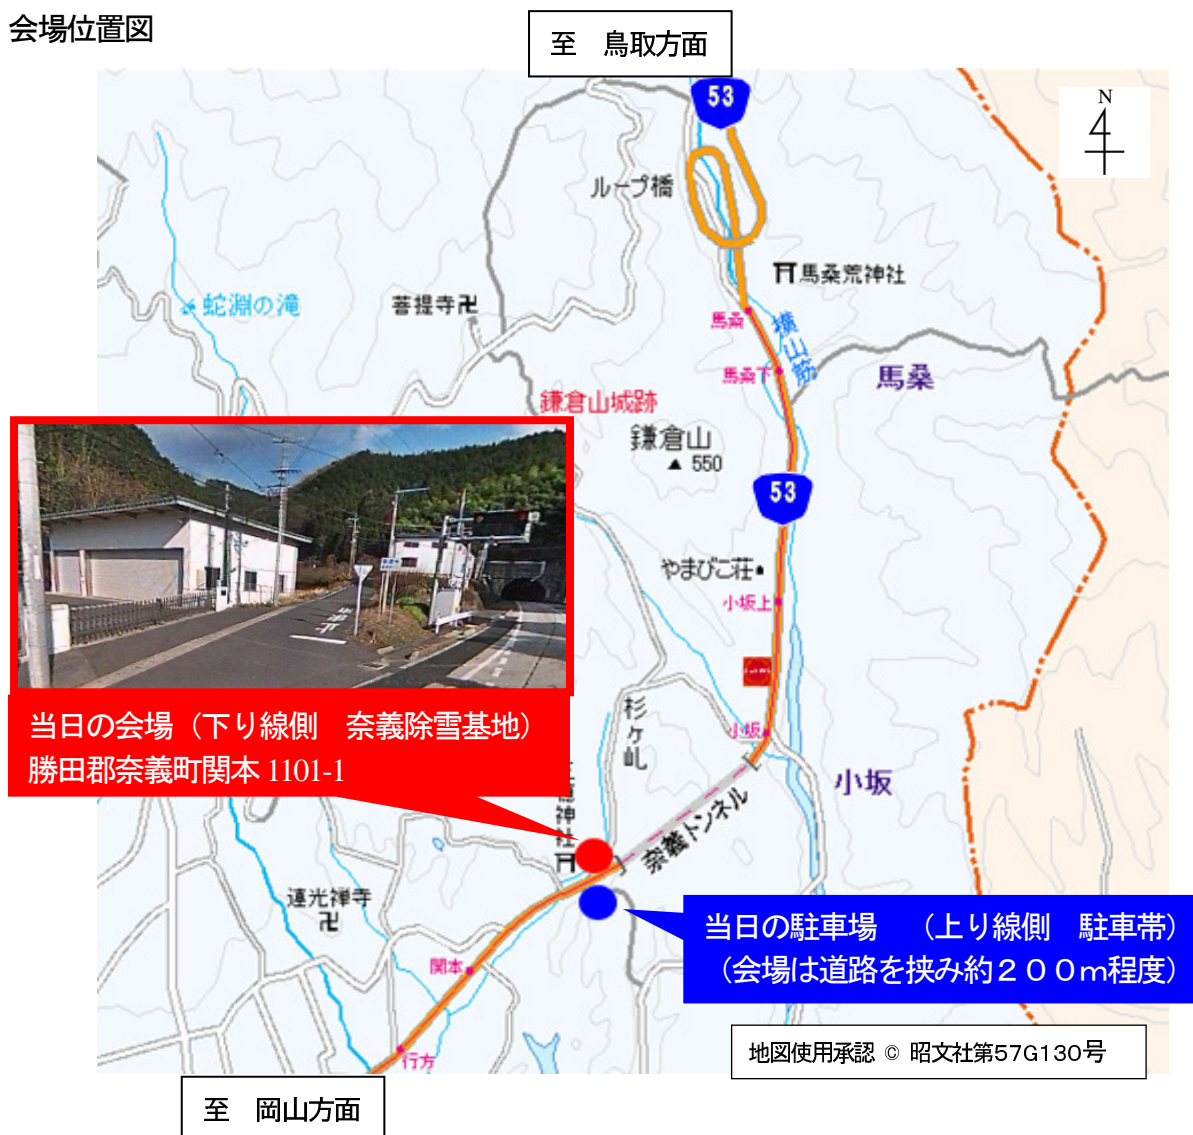 会場位置図
至　鳥取方面
53
N
ループ橋
馬桑荒神社
蛇淵の滝
菩提寺
馬桑
横山筋
馬桑下
馬桑
鎌倉山城跡
鎌倉山
▲ 550
53
やまびこ荘
小坂上
杉ヶ乢
小坂
小坂
当日の会場（下り線側　奈義除雪基地）
勝田郡奈義町関本 1101-1
神社
奈義トンネル
蓮光禅寺
当日の駐車場　（上り線側　駐車帯）
（会場は道路を挟み約２００ｍ程度）
関本
行方
地図使用承認 © 昭文社第57G130号
至　岡山方面